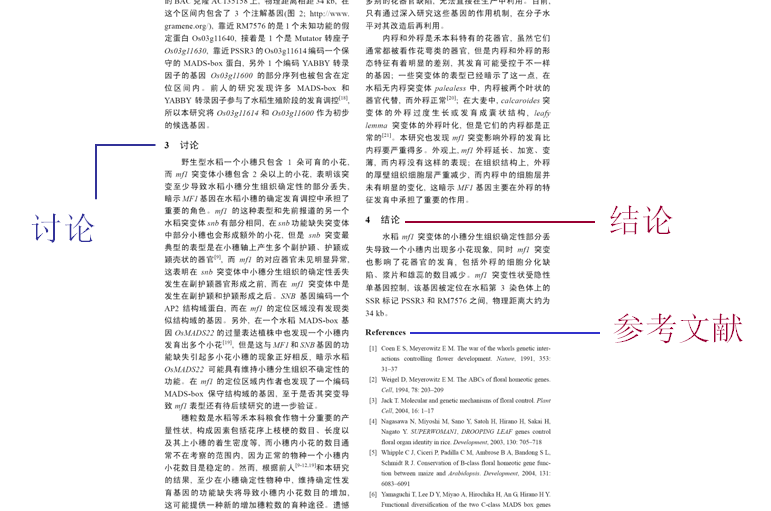 的 BAC 克隆 AC135158 上, 物理距离相距 34 kb, 在
这个区间内包含了 3 个注解基因(图 2; http://www.
gramene.org/), 靠近 RM7576 的是 1 个未知功能的假
定蛋白 Os03g11640, 接着是 1 个是 Mutator 转座子
Os03g11630, 靠近 PSSR3 的 Os03g11614 编码一个保
守的 MADS-box 蛋白, 另外 1 个编码 YABBY 转录
因子的基因 Os03g11600 的部分序列也被包含在定
位区间内。前人的研究发现许多 MADS-box 和
YABBY 转录因子参与了水稻生殖阶段的发育调控[18],
所以本研究将 Os03g11614 和 Os03g11600 作为初步
的候选基因。
3 讨论
野生型水稻一个小穗只包含 1 朵可育的小花,
而 mf1 突变体小穗包含 2 朵以上的小花, 表明该突
变至少导致水稻小穗分生组织确定性的部分丢失,
暗示 MF1 基因在水稻小穗的确定发育调控中承担了
重要的角色。mf1 的这种表型和先前报道的另一个
水稻突变体 snb 有部分相同, 在 snb 功能缺失突变体
中部分小穗也会形成额外的小花, 但是 snb 突变最
典型的表型是在小穗轴上产生多个副护颖、护颖或
颖壳状的器官[9], 而 mf1 的对应器官未见明显异常,
这表明在 snb 突变体中小穗分生组织的确定性丢失
发生在副护颖器官形成之前, 而在 mf1 突变体中是
发生在副护颖和护颖形成之后。SNB 基因编码一个
AP2 结构域蛋白, 而在 mf1 的定位区域没有发现类
似结构域的基因。另外, 在一个水稻 MADS-box 基
因 OsMADS22 的过量表达植株中也发现一个小穗内
发育出多个小花[19], 但是这与 MF1 和 SNB 基因的功
能缺失引起多小花小穗的现象正好相反, 暗示水稻
OsMADS22 可能具有维持小穗分生组织不确定性的
功能。在 mf1 的定位区域内作者也发现了一个编码
MADS-box 保守结构域的基因, 至于是否其突变导
致 mf1 表型还有待后续研究的进一步验证。
穗粒数是水稻等禾本科粮食作物十分重要的产
量性状, 构成因素包括花序上枝梗的数目、长度以
及其上小穗的着生密度等, 而小穗内小花的数目通
常不在考察的范围内, 因为正常的物种一个小穗内
小花数目是稳定的。然而, 根据前人[9-12,19]和本研究
的结果, 至少在小穗确定性物种中, 维持确定性发
育基因的功能缺失将导致小穗内小花数目的增加,
这可能提供一种新的增加穗粒数的育种途径。遗憾
只有通过深入研究这些基因的作用机制, 在分子水
平对其改造后再利用。
内稃和外稃是禾本科特有的花器官, 虽然它们
通常都被看作花萼类的器官, 但是内稃和外稃的形
态特征有着明显的差别, 其发育可能受控于不一样
的基因; 一些突变体的表型已经暗示了这一点, 在
水稻无内稃突变体 palealess 中, 内稃被两个叶状的
器官代替, 而外稃正常[20]; 在大麦中, calcaroides 突
变体的外稃过度生长或发育成囊状结构, leafy
lemma 突变体的外稃叶化, 但是它们的内稃都是正
常的[21]。本研究也发现 mf1 突变影响外稃的发育比
内稃要严重得多。外观上, mf1 外稃延长、加宽、变
薄, 而内稃没有这样的表现; 在组织结构上, 外稃
的厚壁组织细胞层严重减少, 而内稃中的细胞层并
未有明显的变化, 这暗示 MF1 基因主要在外稃的特
征发育中承担了重要的作用。
4 结论
水稻 mf1 突变体的小穗分生组织确定性部分丢
失导致一个小穗内出现多小花现象, 同时 mf1 突变
也影响了花器官的发育, 包括外稃的细胞分化缺
陷、浆片和雄蕊的数目减少。mf1 突变性状受隐性
单基因控制, 该基因被定位在水稻第 3 染色体上的
SSR 标记 PSSR3 和 RM7576 之间, 物理距离大约为
34 kb。
References
[1] Coen E S, Meyerowitz E M. The war of the whorls genetic inter-
actions controlling flower development. Nature, 1991, 353:
31–37
[2] Weigel D, Meyerowitz E M. The ABCs of floral homeotic genes.
Cell, 1994, 78: 203–209
[3] Jack T. Molecular and genetic mechanisms of floral control. Plant
Cell, 2004, 16: 1–17
[4] Nagasawa N, Miyoshi M, Sano Y, Satoh H, Hirano H, Sakai H,
Nagato Y. SUPERWOMAN1, DROOPING LEAF genes control
floral organ identity in rice. Development, 2003, 130: 705–718
[5] Whipple C J, Ciceri P, Padilla C M, Ambrose B A, Bandong S L,
Schmidt R J. Conservation of B-class floral homeotic gene func-
tion between maize and Arabidopsis. Development, 2004, 131:
6083–6091
[6] Yamaguchi T, Lee D Y, Miyao A, Hirochika H, An G, Hirano H Y.
Functional diversification of the two C-class MADS box genes
讨论
结论
参考文献